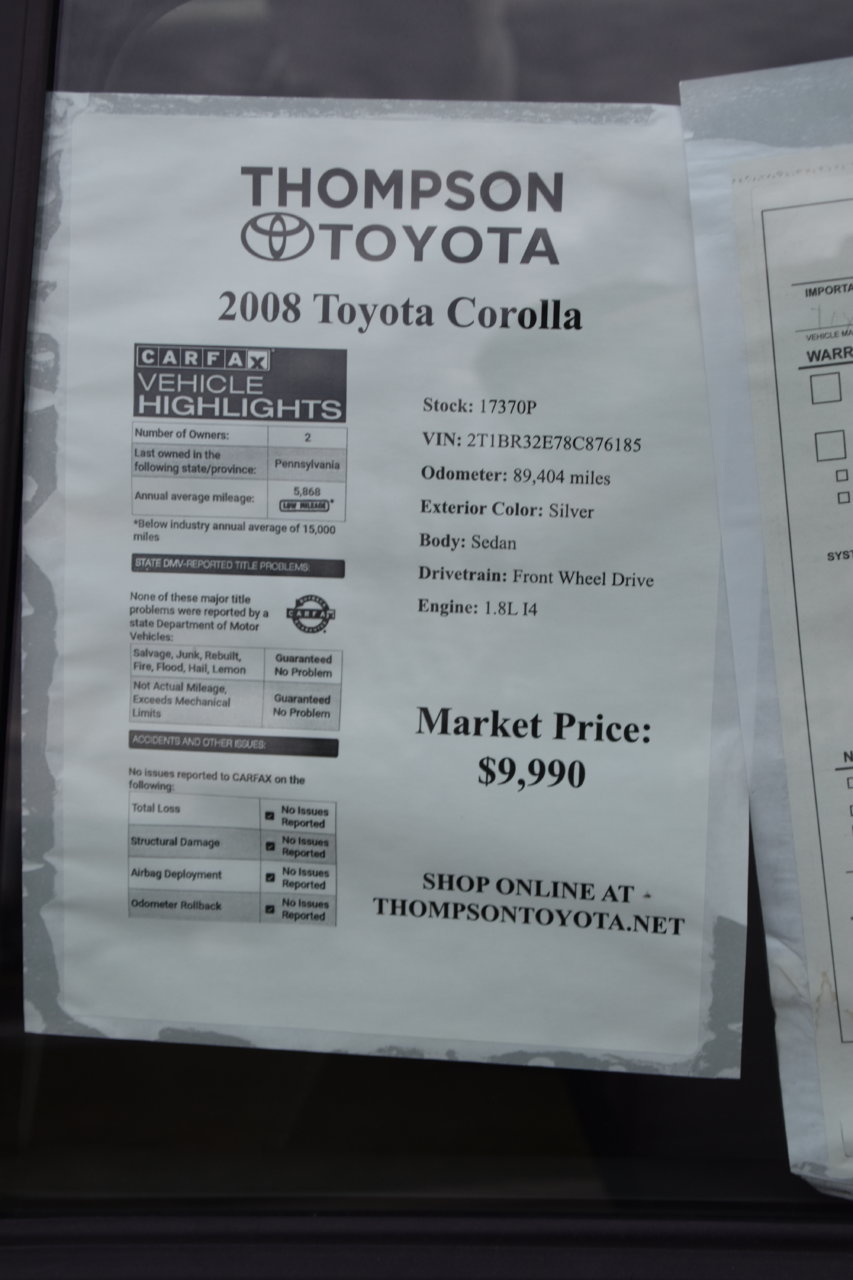 THOMPSON
TOYOTA
2008 Toyota Corolla
CARFAX
VEHICLE
HIGHLIGHTS
Number of Owners: 2
Last owned in the
following state/province: Pennsylvania
Annual average mileage: 5,868
LOW MILEAGE*
*Below industry annual average of 15,000
miles
STATE DMV-REPORTED TITLE PROBLEMS:
None of these major title
problems were reported by a
state Department of Motor
Vehicles:
CARFAX
Salvage, Junk, Rebuilt,
Fire, Flood, Hail, Lemon
Guaranteed
No Problem
Not Actual Mileage,
Exceeds Mechanical
Limits
Guaranteed
No Problem
ACCIDENTS AND OTHER ISSUES:
No issues reported to CARFAX on the
following:
Total Loss
No Issues
Reported
Structural Damage
No Issues
Reported
Airbag Deployment
No Issues
Reported
Odometer Rollback
No Issues
Reported
Stock: 17370P
VIN: 2T1BR32E78C876185
Odometer: 89,404 miles
Exterior Color: Silver
Body: Sedan
Drivetrain: Front Wheel Drive
Engine: 1.8L I4
Market Price:
$9,990
SHOP ONLINE AT -
THOMPSONTOYOTA.NET
IMPORTA
VEHICLE MA
WARR
SYST
N